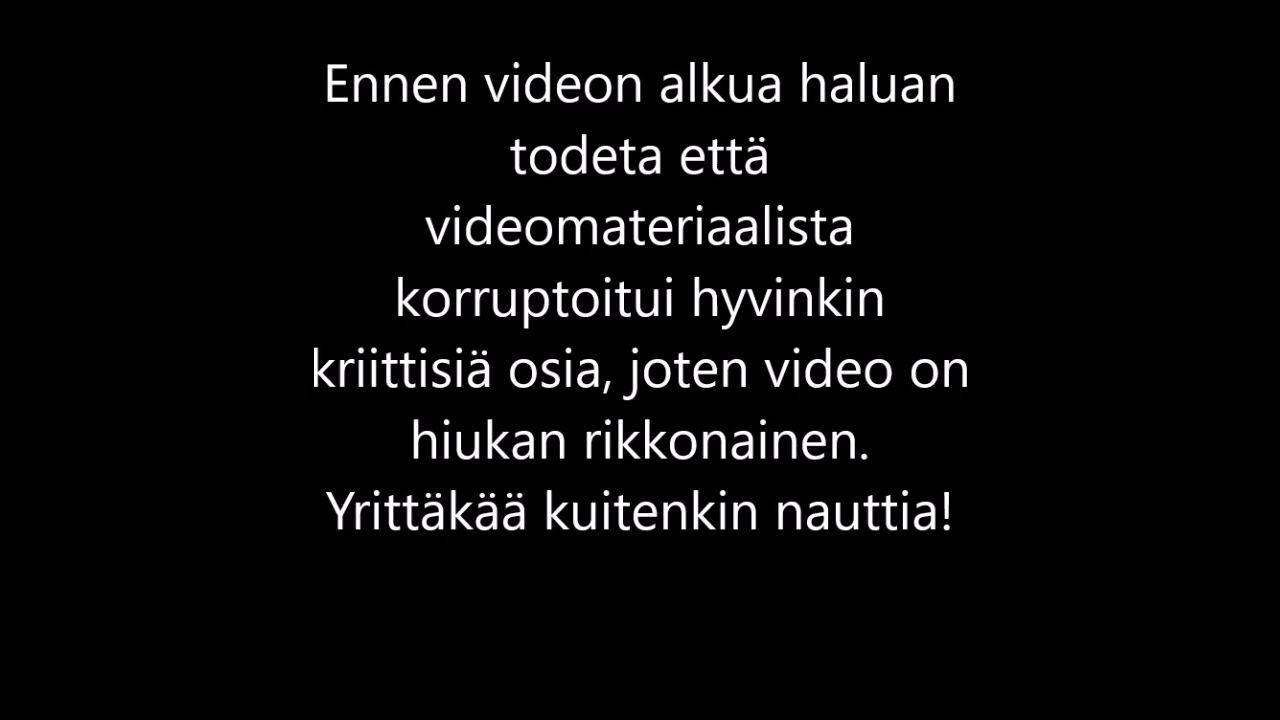 Ennen videon alkua haluan
todeta että
videomateriaalista
korruptoitui hyvinkin
kriittisiä osia, joten video on
hiukan rikkonainen.
Yrittäkää kuitenkin nauttia!